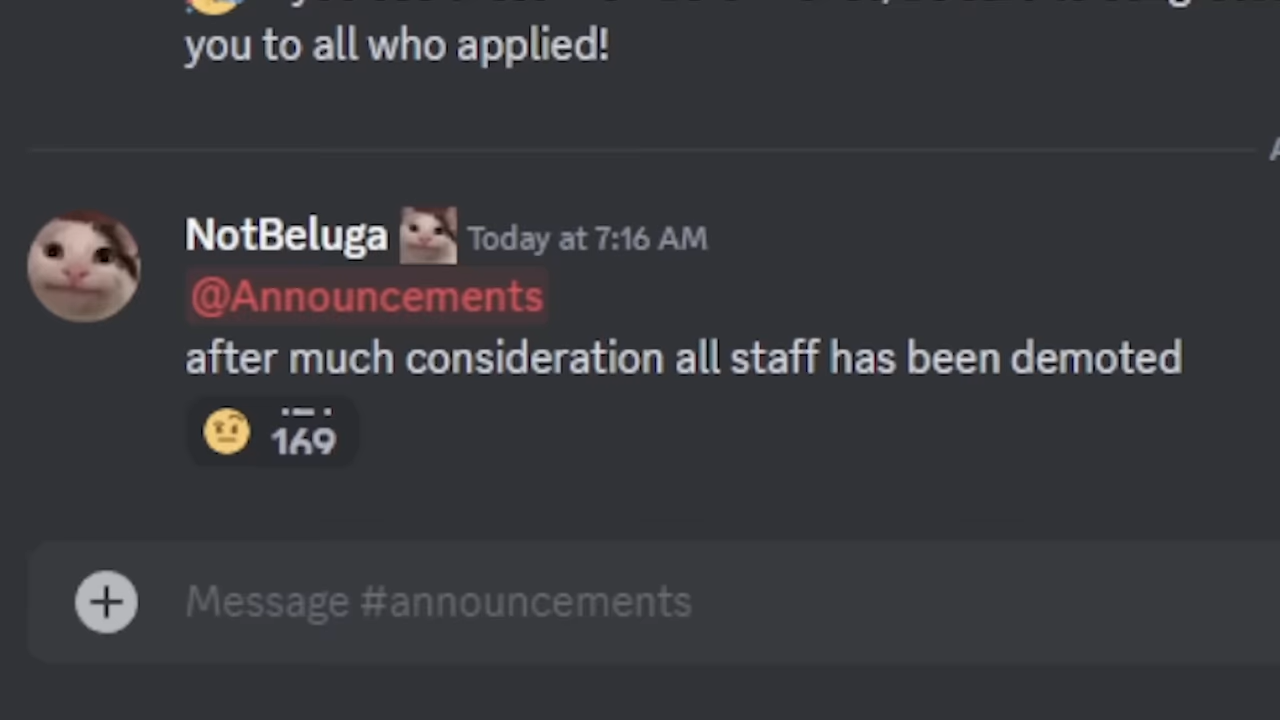 you to all who applied!
NotBeluga Today at 7:16 AM
@Announcements
after much consideration all staff has been demoted
169
Message #announcements